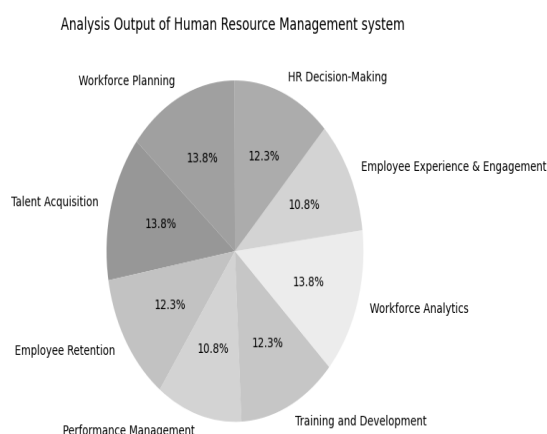 Analysis Output of Human Resource Management system
Workforce Planning
HR Decision-Making
13.8%
12.3%
Employee Experience & Engagement
Talent Acquisition
10.8%
13.8%
13.8%
Workforce Analytics
12.3%
Employee Retention
10.8%
12.3%
Performance Management
Training and Development